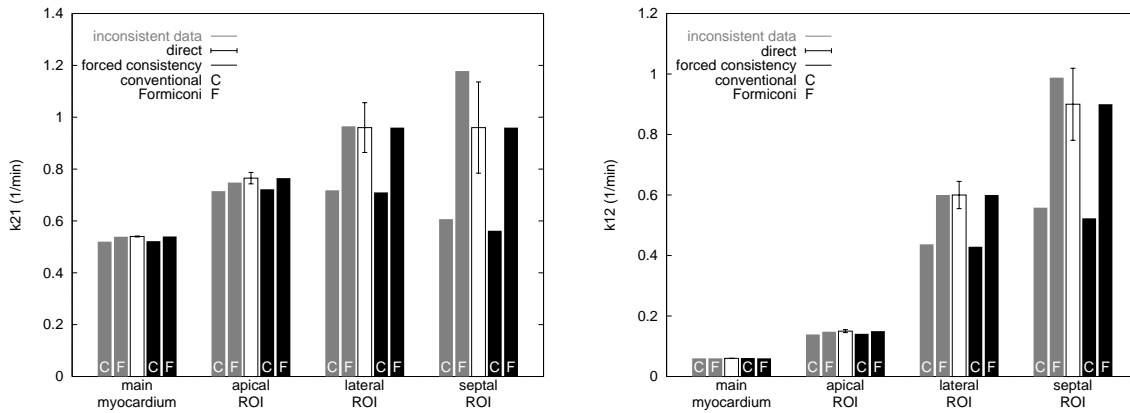 1.4
1.2
1
0.8
0.6
0.4
0.2
0
k21 (1/min)
inconsistent data
direct
forced consistency
conventional C
Formiconi F
C F C F C F C F C F C F C F C F
main myocardium
apical ROI
lateral ROI
septal ROI
1.2
1
0.8
0.6
0.4
0.2
0
k12 (1/min)
inconsistent data
direct
forced consistency
conventional C
Formiconi F
C F C F C F C F C F C F C F C F
main myocardium
apical ROI
lateral ROI
septal ROI